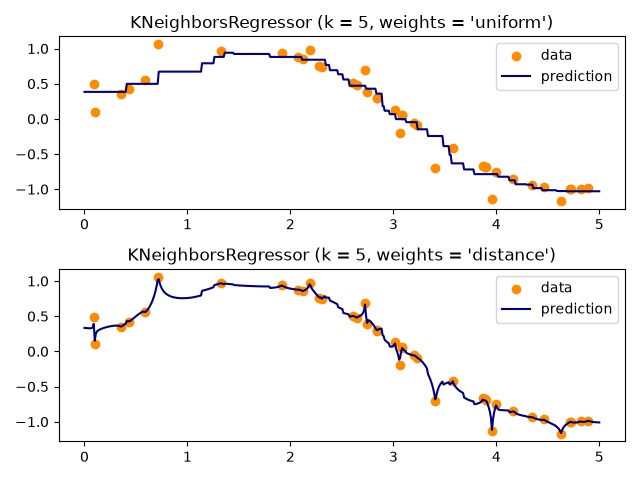 KNeighborsRegressor (k = 5, weights = 'uniform')
data
prediction
1.0
0.5
0.0
−0.5
−1.0
0 1 2 3 4 5
KNeighborsRegressor (k = 5, weights = 'distance')
data
prediction
1.0
0.5
0.0
−0.5
−1.0
0 1 2 3 4 5